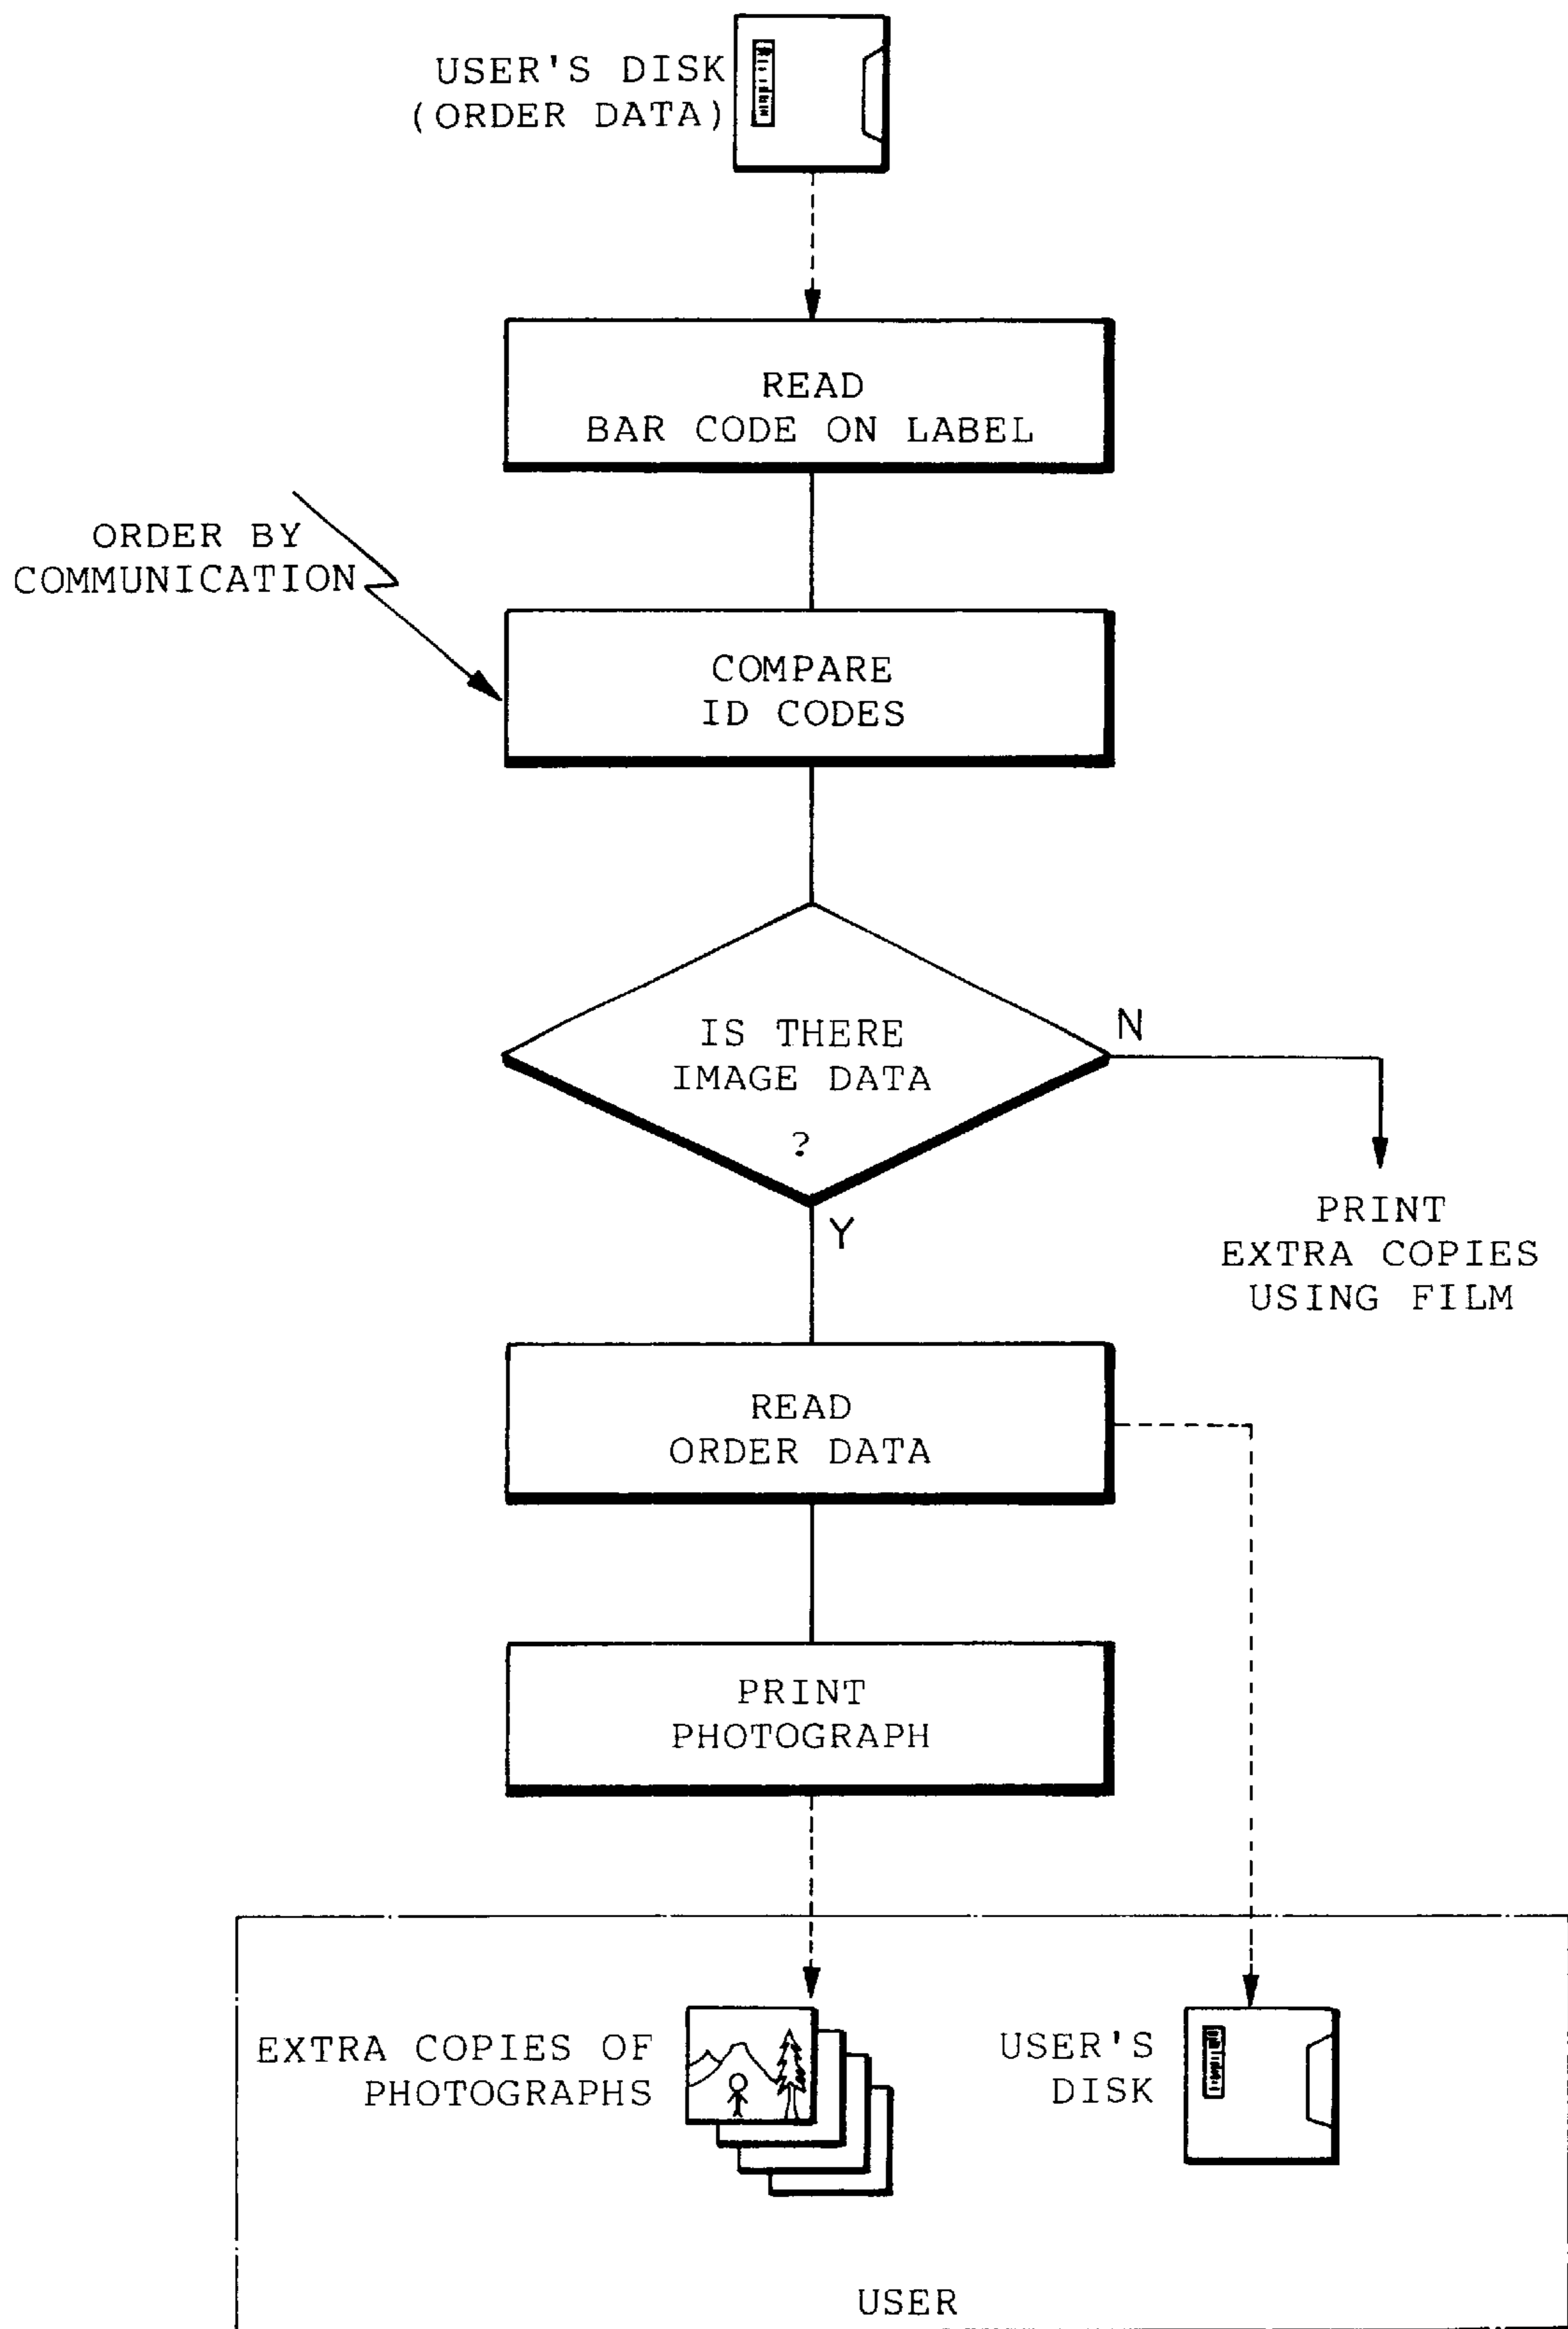 USER'S DISK
(ORDER DATA)
READ
BAR CODE ON LABEL
ORDER BY
COMMUNICATION
COMPARE
ID CODES
IS THERE
IMAGE DATA
?
N
Y
PRINT
EXTRA COPIES
USING FILM
READ
ORDER DATA
PRINT
PHOTOGRAPH
EXTRA COPIES OF
PHOTOGRAPHS
USER'S
DISK
USER